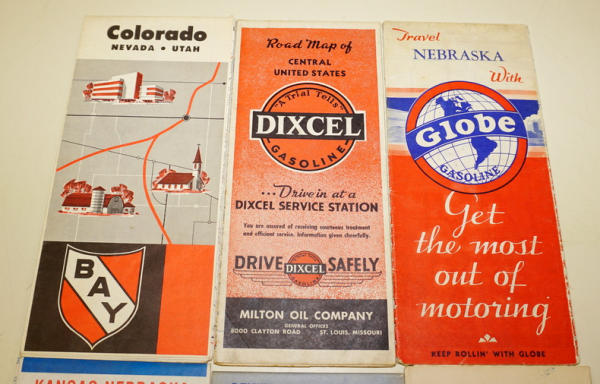 Colorado
NEVADA • UTAH
BAY
Road Map of
CENTRAL
UNITED STATES
"A Trial Tells"
DIXCEL
GASOLINE
...Drive in at a
DIXCEL SERVICE STATION
You are assured of receiving courteous treatment
and efficient service. Information given cheerfully.
DRIVE DIXCEL SAFELY
GASOLINE
MILTON OIL COMPANY
GENERAL OFFICES
8000 CLAYTON ROAD ST. LOUIS, MISSOURI
Travel
NEBRASKA
With
Globe
GASOLINE
Get
the most
out of
motoring
KEEP ROLLIN' WITH GLOBE
KANSAS NEBRASKA